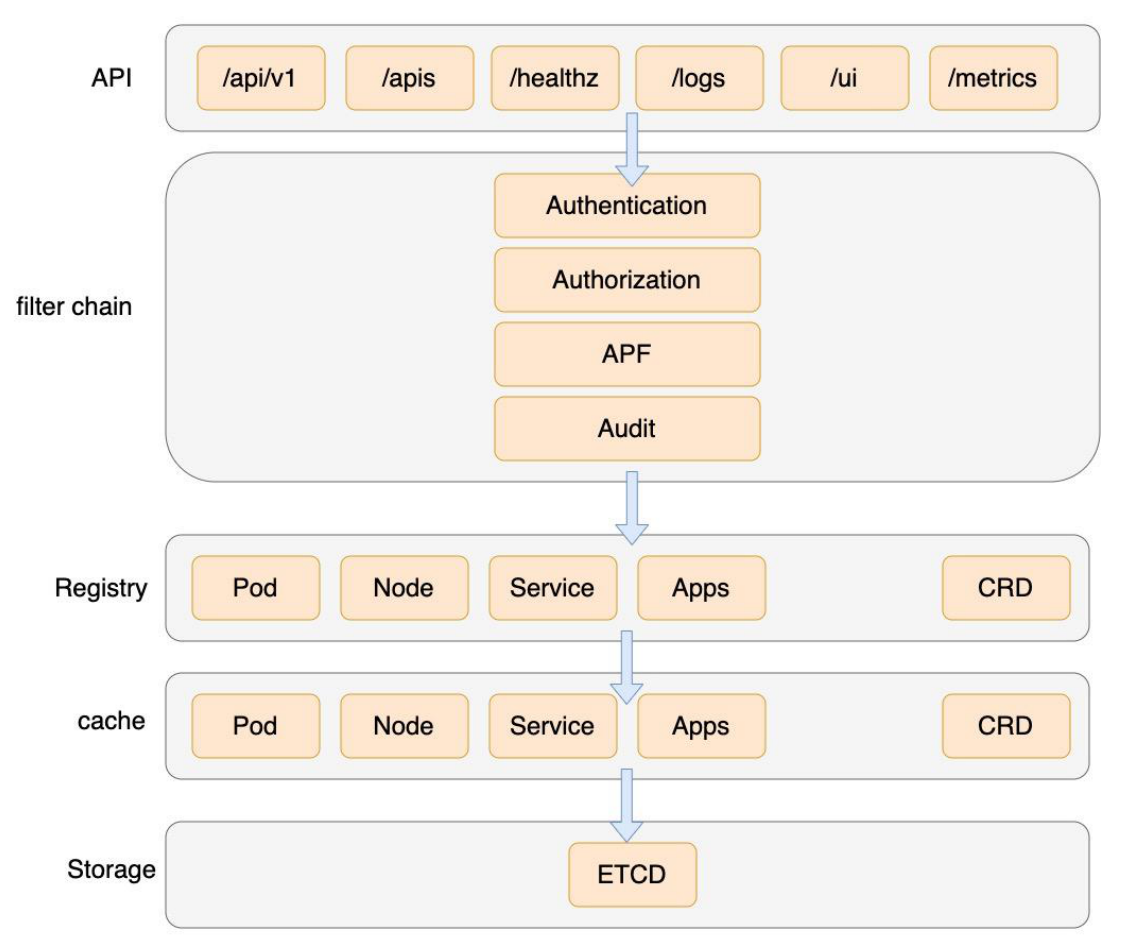 API
/api/v1
/apis
/healthz
/logs
/ui
/metrics
filter chain
Authentication
Authorization
APF
Audit
Registry
Pod
Node
Service
Apps
CRD
cache
Pod
Node
Service
Apps
CRD
Storage
ETCD